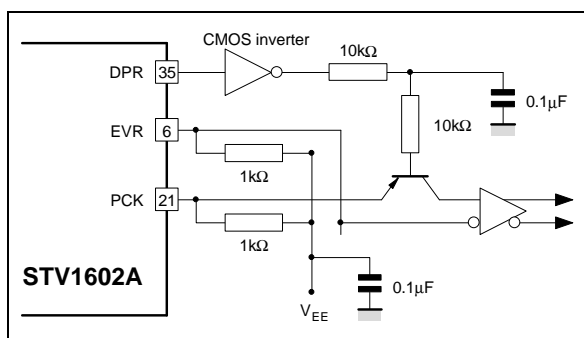 CMOS inverter
DPR 35
10kΩ
0.1μF
EVR 6
10kΩ
1kΩ
PCK 21
1kΩ
STV1602A
0.1μF
VEE